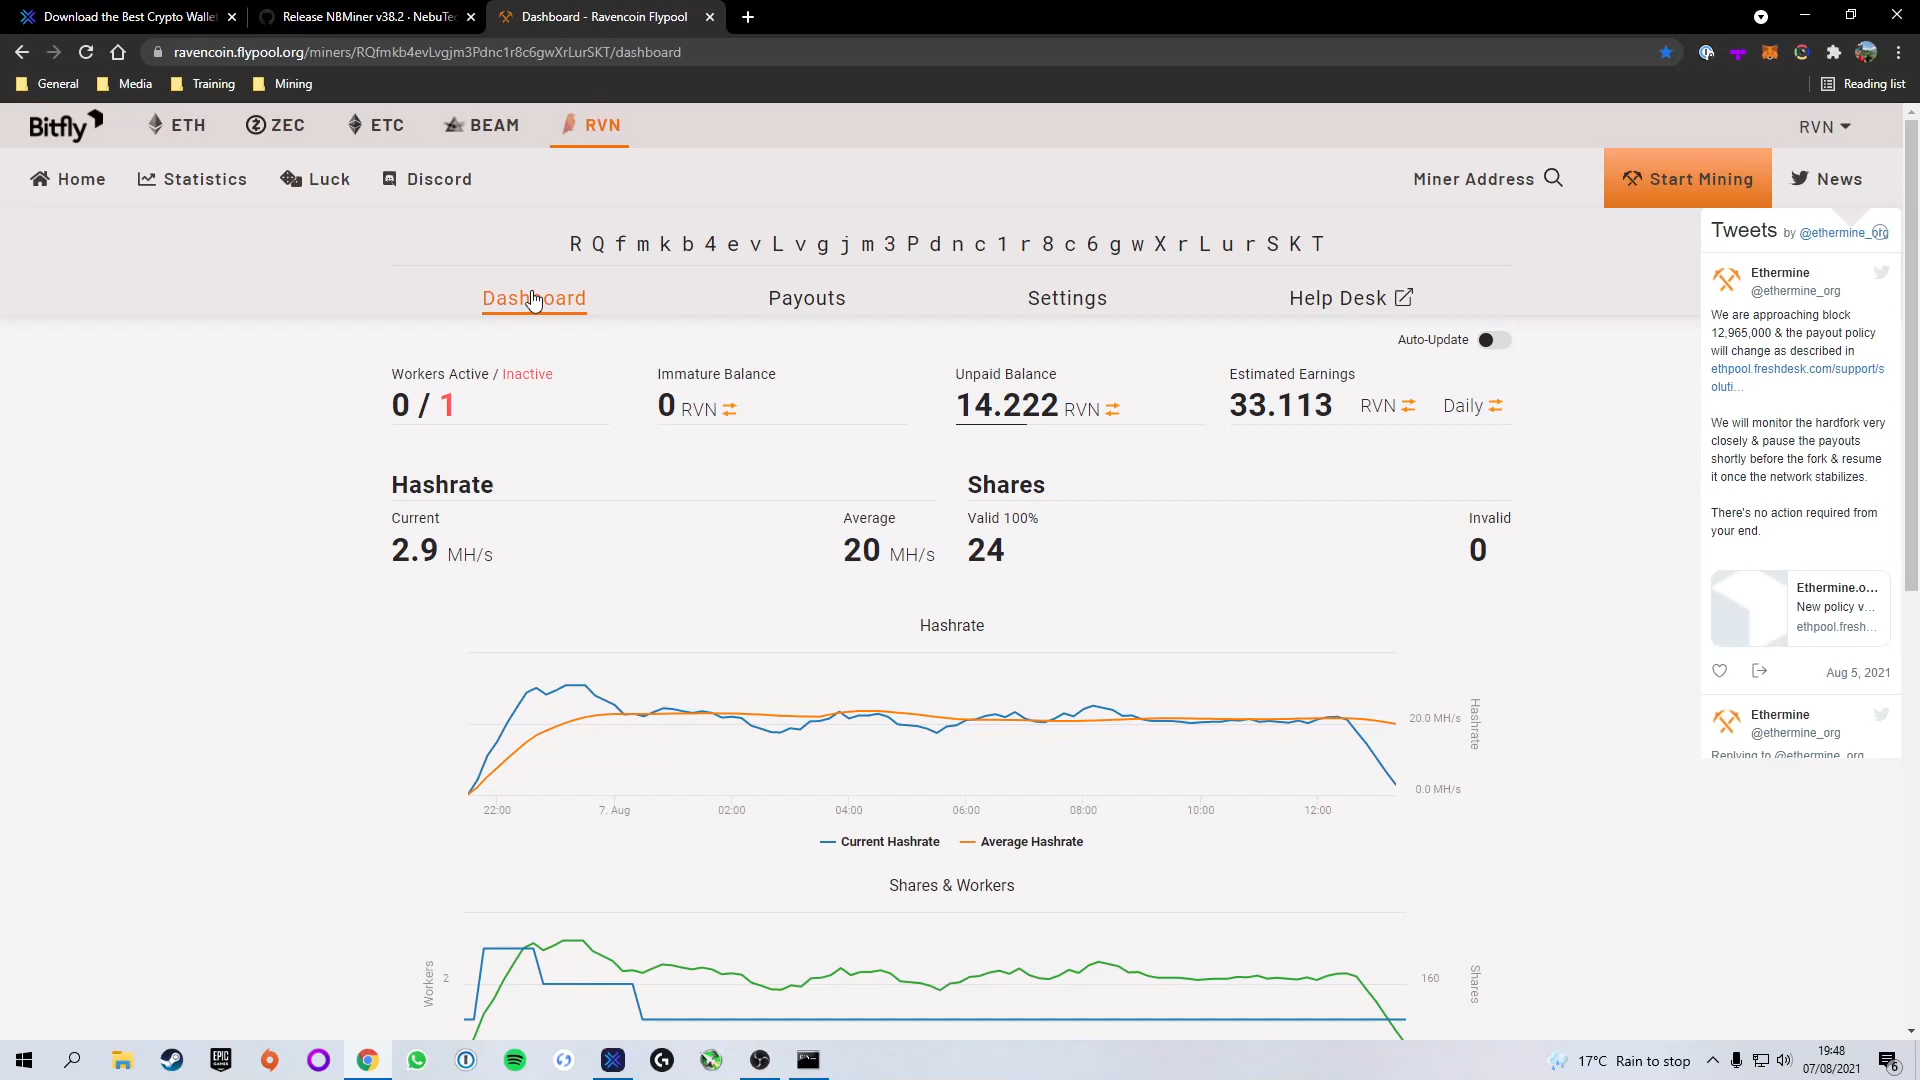 Download the Best Crypto Wallet
Release NBMiner v38.2 · NebuTec
Dashboard - Ravencoin Flypool
ravencoin.flypool.org/miners/RQfmkb4evLvgjm3Pdnc1r8c6gwXrLurSKT/dashboard
General
Media
Training
Mining
Reading list
Bitfly
ETH
ZEC
ETC
BEAM
RVN
RVN
Home
Statistics
Luck
Discord
Miner Address
Start Mining
News
RQfmkb4evLvgjm3Pdnc1r8c6gwXrLurSKT
Dashboard
Payouts
Settings
Help Desk
Auto-Update
Workers Active / Inactive
0 / 1
Immature Balance
0 RVN
Unpaid Balance
14.222 RVN
Estimated Earnings
33.113 RVN Daily
Hashrate
Current
2.9 MH/s
Average
20 MH/s
Shares
Valid 100%
24
Invalid
0
Hashrate
20.0 MH/s
0.0 MH/s
Hashrate
22:00
7. Aug
02:00
04:00
06:00
08:00
10:00
12:00
Current Hashrate
Average Hashrate
Shares & Workers
Workers
2
160
Shares
Tweets by @ethermine_org
Ethermine
@ethermine_org
We are approaching block
12,965,000 & the payout policy
will change as described in
ethpool.freshdesk.com/support/s
oluti…
We will monitor the hardfork very
closely & pause the payouts
shortly before the fork & resume
it once the network stabilizes.
There's no action required from
your end.
Ethermine.o…
New policy v…
ethpool.fresh…
Aug 5, 2021
Ethermine
@ethermine_org
Replying to @ethermine_org
EPIC
GAMES
17°C Rain to stop
19:48
07/08/2021
6